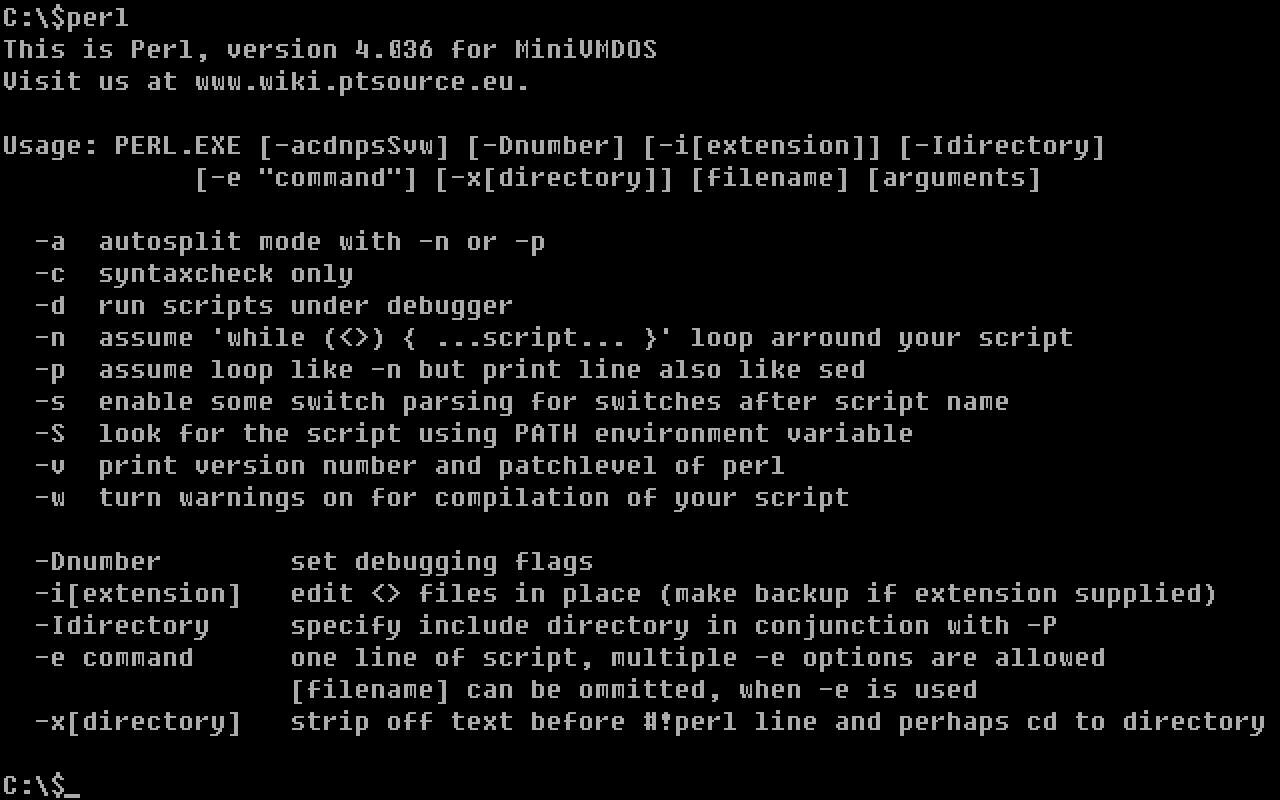 C:\$perl
This is Perl, version 4.036 for MiniVMDOS
Visit us at www.wiki.ptsource.eu.

Usage: PERL.EXE [-acdnpsSvw] [-Dnumber] [-i[extension]] [-Idirectory]
            [-e "command"] [-x[directory]] [filename] [arguments]

  -a  autosplit mode with -n or -p
  -c  syntaxcheck only
  -d  run scripts under debugger
  -n  assume 'while (<>) { ...script... }' loop arround your script
  -p  assume loop like -n but print line also like sed
  -s  enable some switch parsing for switches after script name
  -S  look for the script using PATH environment variable
  -v  print version number and patchlevel of perl
  -w  turn warnings on for compilation of your script

  -Dnumber        set debugging flags
  -i[extension]   edit <> files in place (make backup if extension supplied)
  -Idirectory     specify include directory in conjunction with -P
  -e command      one line of script, multiple -e options are allowed
                  [filename] can be ommitted, when -e is used
  -x[directory]   strip off text before #!perl line and perhaps cd to directory

C:\$_